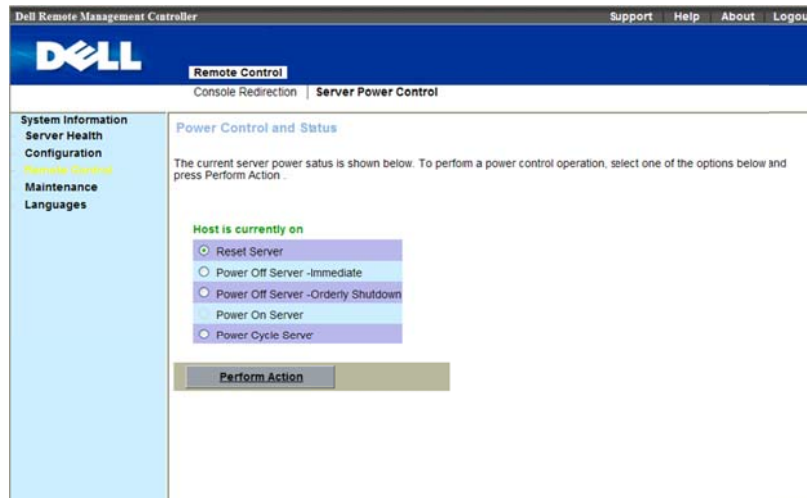 Dell Remote Management Controller
Support Help About Logou
DELL
Remote Control
Console Redirection Server Power Control
System Information
Server Health
Configuration
Remote Control
Maintenance
Languages
Power Control and Status
The current server power satus is shown below. To perfom a power control operation, select one of the options below and
press Perform Action .
Host is currently on
Reset Server
Power Off Server -Immediate
Power Off Server -Orderly Shutdown
Power On Server
Power Cycle Server
Perform Action